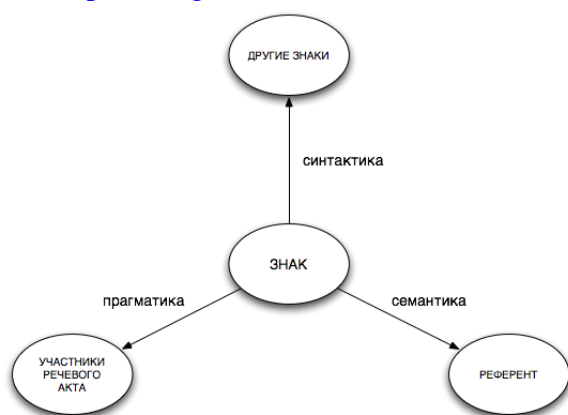 ДРУГИЕ ЗНАКИ
синтактика
ЗНАК
прагматика
семантика
УЧАСТНИКИ
РЕЧЕВОГО
АКТА
РЕФЕРЕНТ